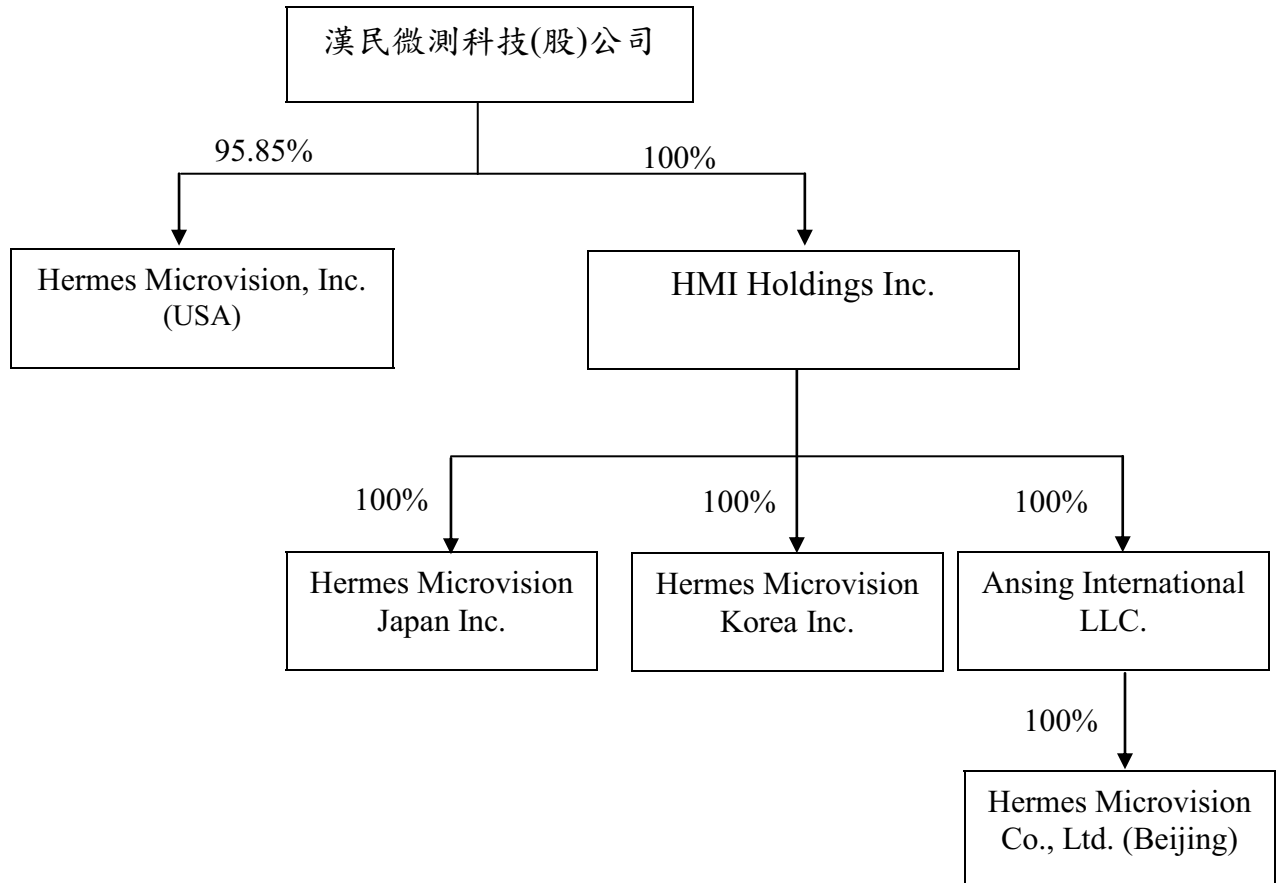 漢民微測科技(股)公司
95.85%
100%
Hermes Microvision, Inc.
(USA)
HMI Holdings Inc.
100%
100%
100%
Hermes Microvision
Japan Inc.
Hermes Microvision
Korea Inc.
Ansing International
LLC.
100%
Hermes Microvision
Co., Ltd. (Beijing)